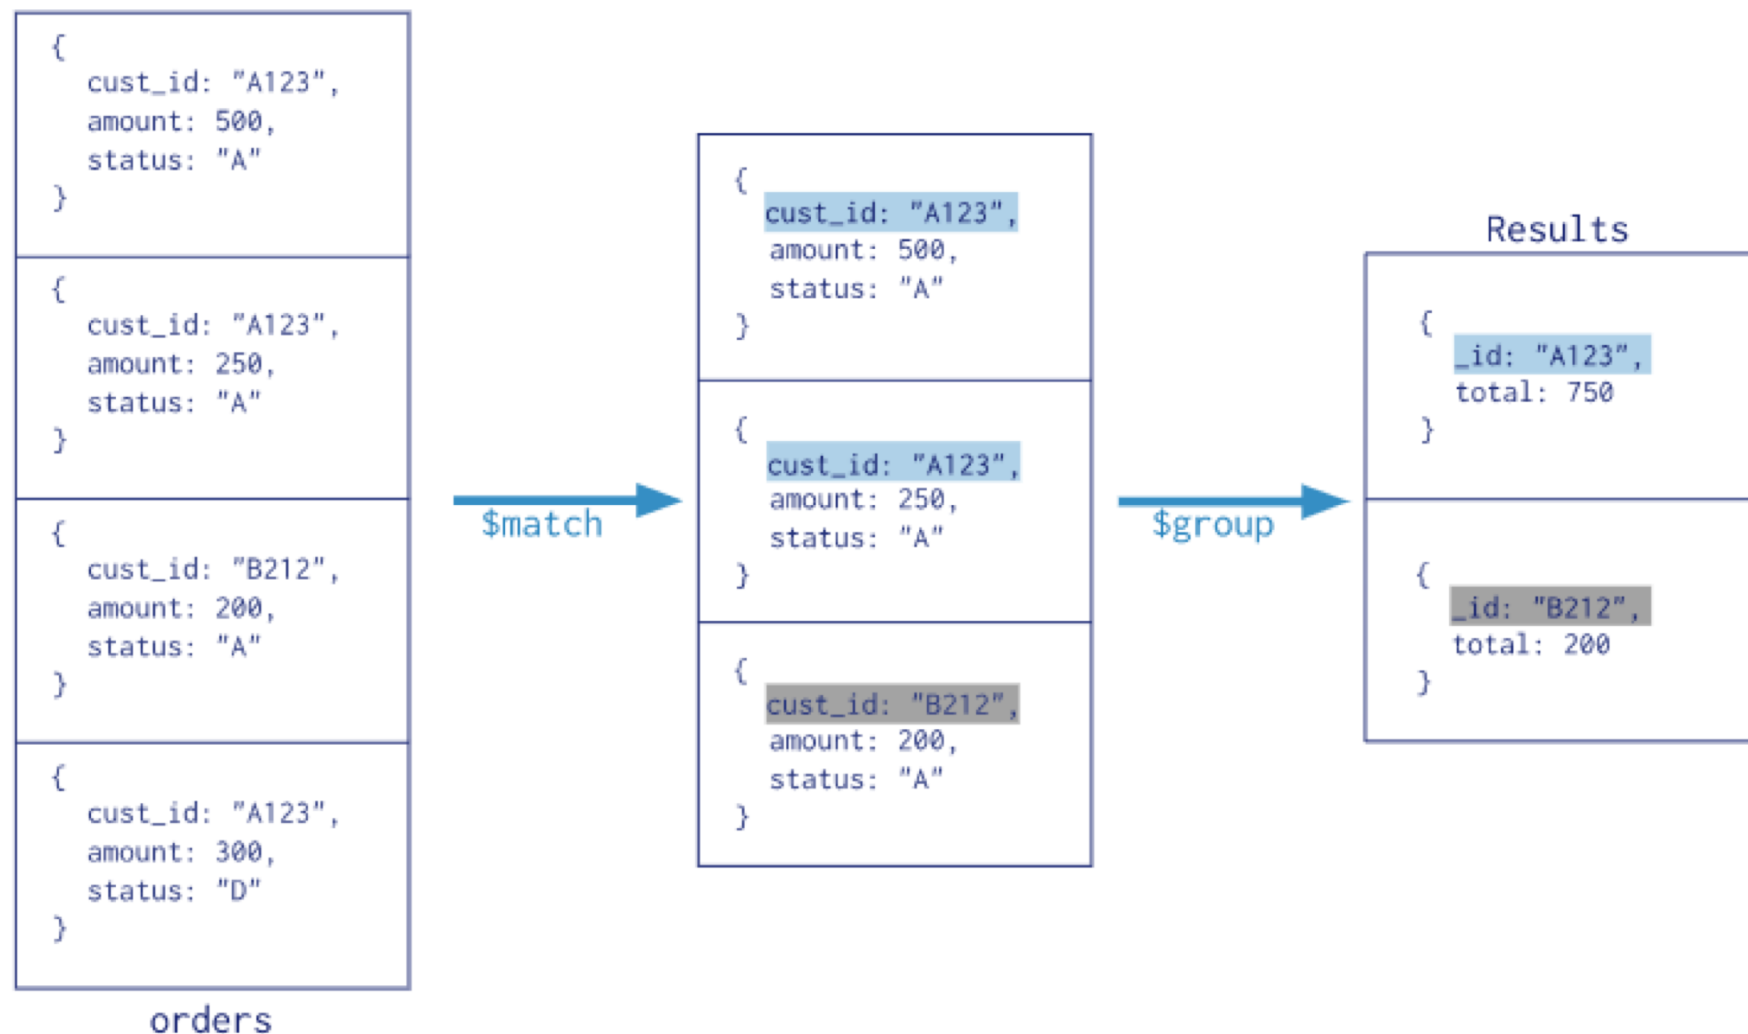 {
cust_id: "A123",
amount: 500,
status: "A"
}
{
cust_id: "A123",
amount: 250,
status: "A"
}
{
cust_id: "B212",
amount: 200,
status: "A"
}
{
cust_id: "A123",
amount: 300,
status: "D"
}
orders
$match
{
cust_id: "A123",
amount: 500,
status: "A"
}
{
cust_id: "A123",
amount: 250,
status: "A"
}
{
cust_id: "B212",
amount: 200,
status: "A"
}
$group
Results
{
_id: "A123",
total: 750
}
{
_id: "B212",
total: 200
}